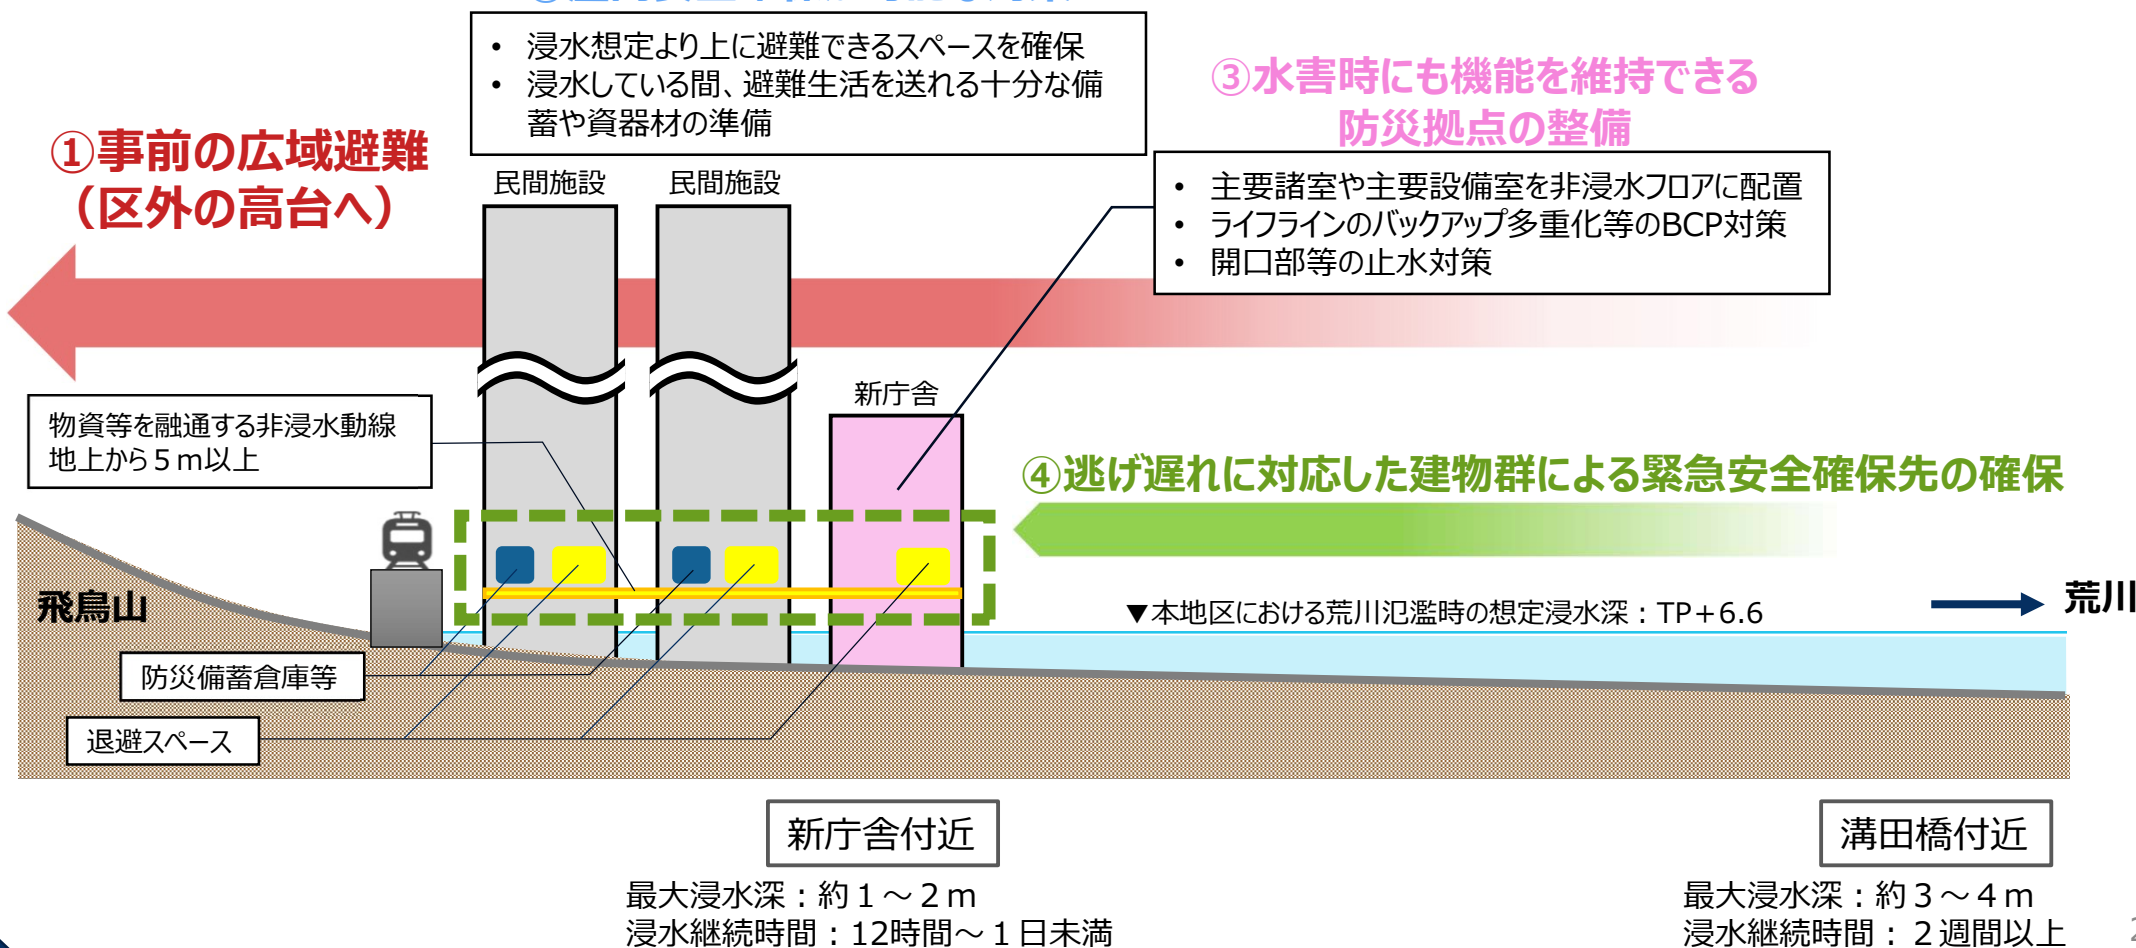 • 浸水想定より上に避難できるスペースを確保
• 浸水している間、避難生活を送れる十分な備
蓄や資器材の準備
③水害時にも機能を維持できる
防災拠点の整備
①事前の広域避難
（区外の高台へ）
民間施設
民間施設
• 主要諸室や主要設備室を非浸水フロアに配置
• ライフラインのバックアップ多重化等のBCP対策
• 開口部等の止水対策
新庁舎
物資等を融通する非浸水動線
地上から５ｍ以上
④逃げ遅れに対応した建物群による緊急安全確保先の確保
飛鳥山
荒川
▼本地区における荒川氾濫時の想定浸水深：TP＋6.6
防災備蓄倉庫等
退避スペース
新庁舎付近
最大浸水深：約１～２ｍ
浸水継続時間：12時間～１日未満
溝田橋付近
最大浸水深：約３～４ｍ
浸水継続時間：２週間以上